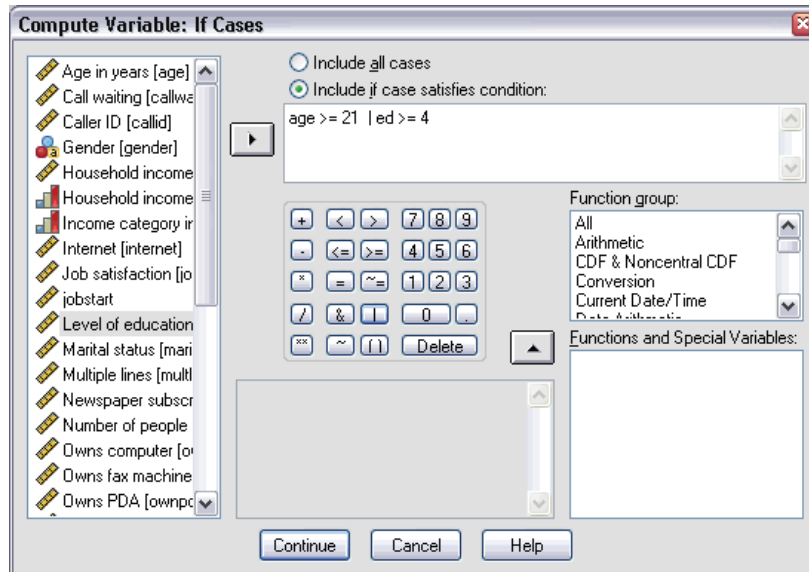 Compute Variable: If Cases
Age in years [age]
Call waiting [callwa
Caller ID [callid]
Gender [gender]
Household income
Household income
Income category ir
Internet [internet]
Job satisfaction [jo
jobstart
Level of education
Marital status [mari
Multiple lines [multl
Newspaper subscr
Number of people
Owns computer [o
Owns fax machine
Owns PDA [ownpc
Include all cases
Include if case satisfies condition:
age >= 21 | ed >= 4
+ < > 7 8 9
- <= >= 4 5 6
* = ~= 1 2 3
/ & | 0 .
** ~ () Delete
Function group:
All
Arithmetic
CDF & Noncentral CDF
Conversion
Current Date/Time
Date Arithmetic
Functions and Special Variables:
Continue Cancel Help